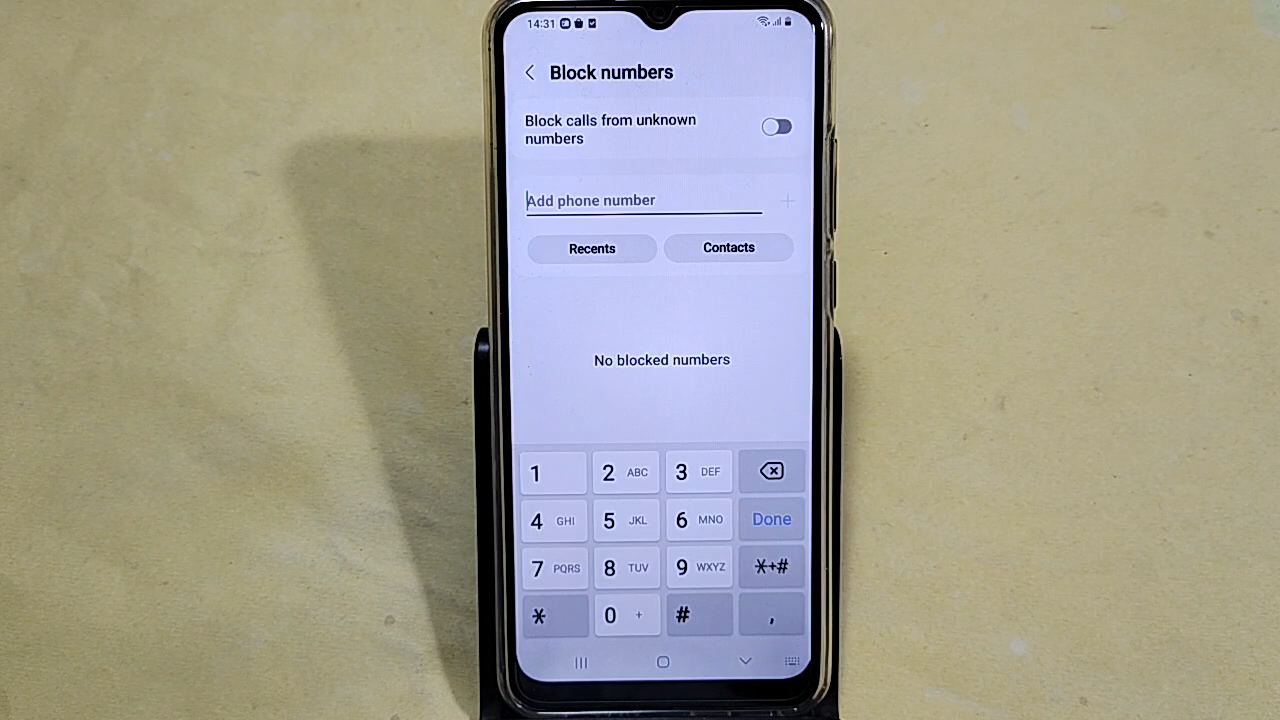 14:31
Block numbers
Block calls from unknown
numbers
Add phone number
Recents
Contacts
No blocked numbers
1
2 ABC
3 DEF
4 GHI
5 JKL
6 MNO
Done
7 PQRS
8 TUV
9 WXYZ
*+#
*
0 +
#
,